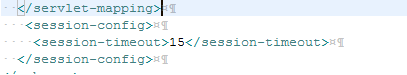 </servlet-mapping>¤¶
<session-config>¤¶
<session-timeout>15</session-timeout>¤¶
</session-config>¤¶